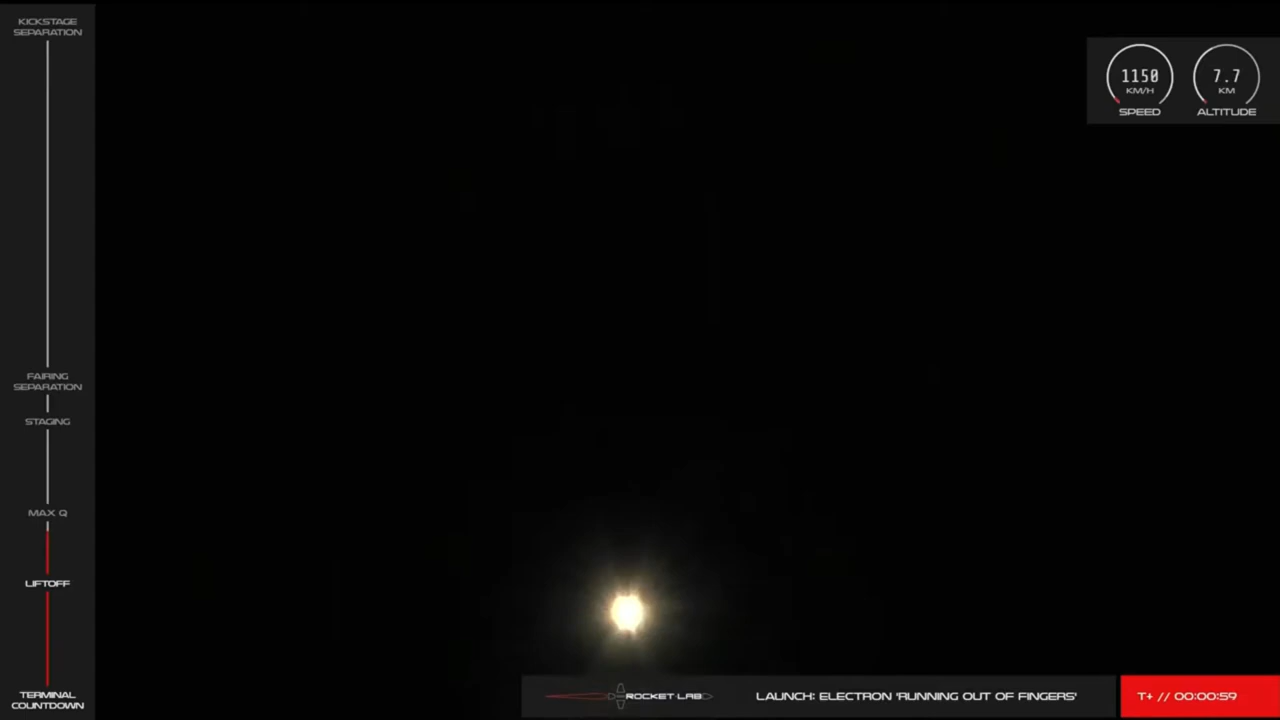 KICKSTAGE
SEPARATION
1150
KM/H
SPEED
7.7
KM
ALTITUDE
FAIRING
SEPARATION
STAGING
MAX Q
LIFTOFF
TERMINAL
COUNTDOWN
ROCKET LAB
LAUNCH: ELECTRON 'RUNNING OUT OF FINGERS'
T+ // 00:00:59